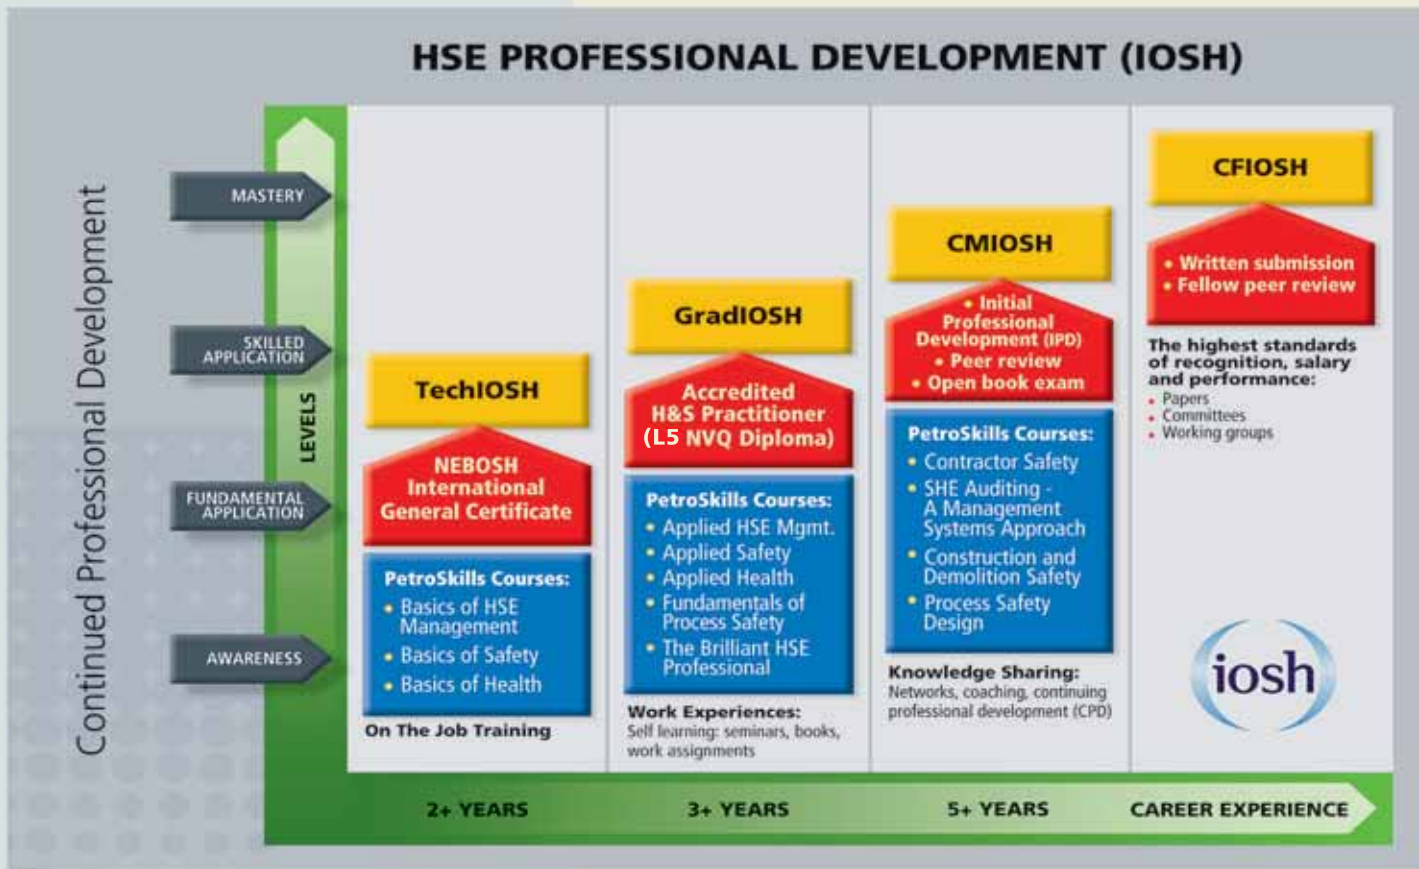 HSE PROFESSIONAL DEVELOPMENT (IOSH)
Continued Professional Development
MASTERY
SKILLED
APPLICATION
FUNDAMENTAL
APPLICATION
AWARENESS
LEVELS
TechIOSH
NEBOSH
International
General Certificate
PetroSkills Courses:
• Basics of HSE
Management
• Basics of Safety
• Basics of Health
On The Job Training
GradIOSH
Accredited
H&S Practitioner
(L5 NVQ Diploma)
PetroSkills Courses:
• Applied HSE Mgmt.
• Applied Safety
• Applied Health
• Fundamentals of
Process Safety
• The Brilliant HSE
Professional
Work Experiences:
Self learning: seminars, books,
work assignments
CMIOSH
• Initial
Professional
Development (IPD)
• Peer review
• Open book exam
PetroSkills Courses:
• Contractor Safety
• SHE Auditing -
A Management
Systems Approach
• Construction and
Demolition Safety
• Process Safety
Design
Knowledge Sharing:
Networks, coaching, continuing
professional development (CPD)
CFIOSH
• Written submission
• Fellow peer review
The highest standards
of recognition, salary
and performance:
• Papers
• Committees
• Working groups
iosh
2+ YEARS
3+ YEARS
5+ YEARS
CAREER EXPERIENCE